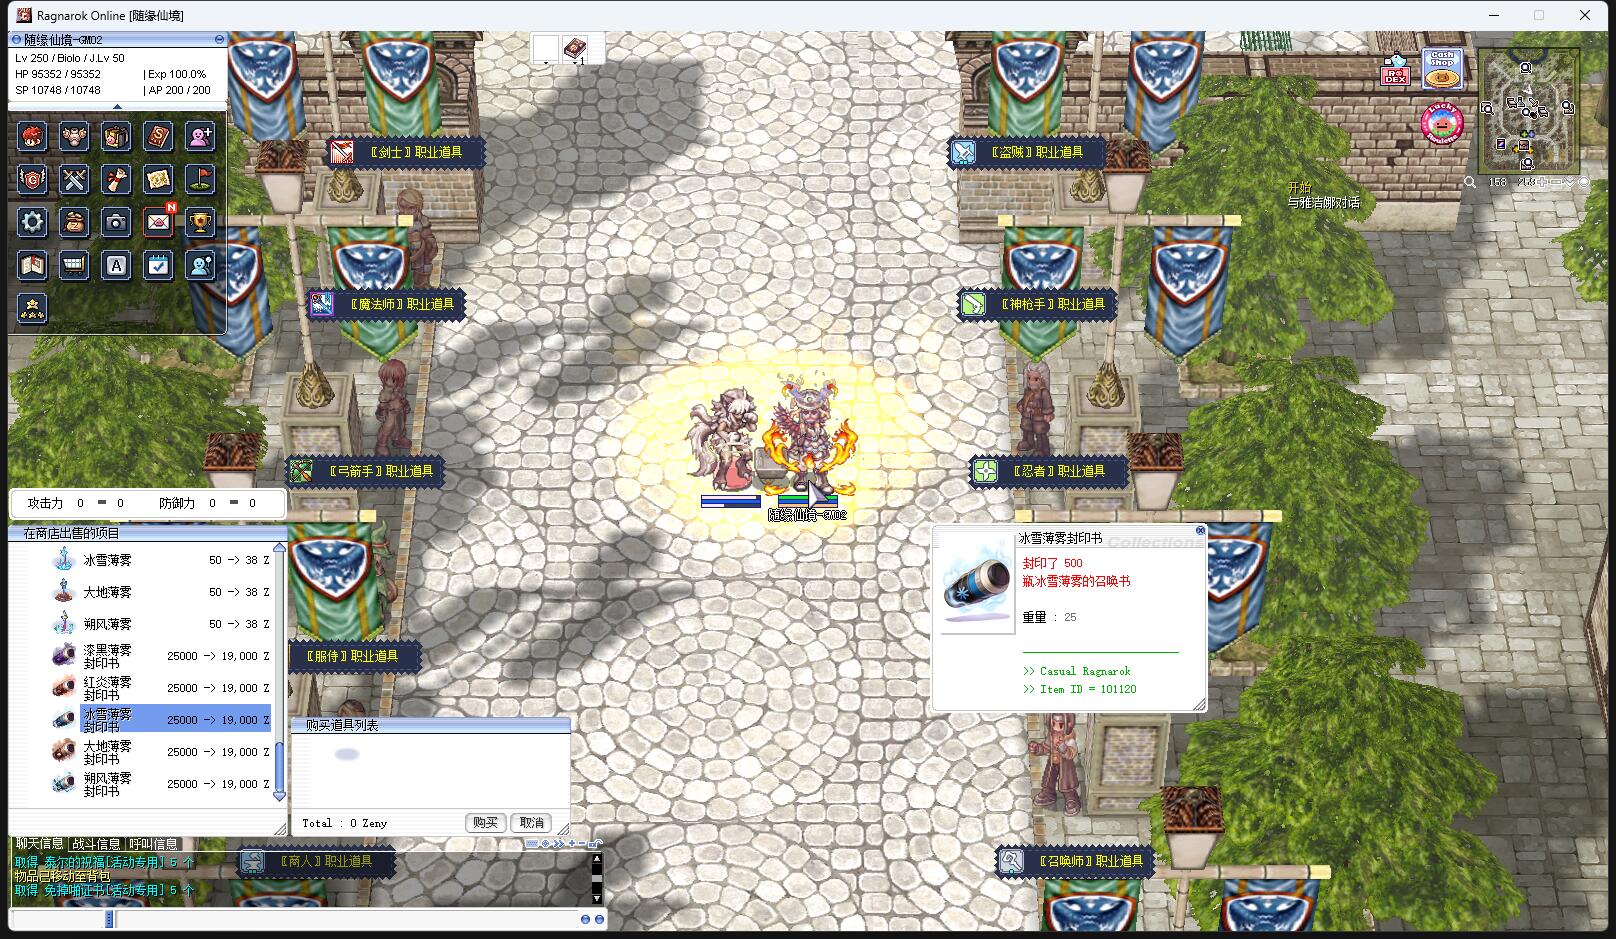 Ragnarok Online [随缘仙境]
随缘仙境-GM02
Lv 250 / Biolo / J.Lv 50
HP 95352 / 95352 | Exp 100.0%
SP 10748 / 10748 | AP 200 / 200
1
N
A
Cash Shop
RODEX
Lucky Roulette
开始
与雅洁娜对话
【剑士】职业道具
【盗贼】职业道具
【魔法师】职业道具
【神枪手】职业道具
【弓箭手】职业道具
【忍者】职业道具
【服侍】职业道具
【商人】职业道具
【召唤师】职业道具
随缘仙境-GM02
攻击力 0 = 0 防御力 0 = 0
在商店出售的项目
冰雪薄雾 50 -> 38 Z
大地薄雾 50 -> 38 Z
朔风薄雾 50 -> 38 Z
漆黑薄雾
封印书 25000 -> 19,000 Z
红炎薄雾
封印书 25000 -> 19,000 Z
冰雪薄雾
封印书 25000 -> 19,000 Z
大地薄雾
封印书 25000 -> 19,000 Z
朔风薄雾
封印书 25000 -> 19,000 Z
冰雪薄雾封印书
Collections
封印了 500
瓶冰雪薄雾的召唤书
重量 : 25
>> Casual Ragnarok
>> Item ID = 101120
购买道具列表
Total : 0 Zeny
购买 取消
聊天信息 战斗信息 呼叫信息
取得 泰尔的祝福[活动专用] 5 个
物品已移动至背包
取得 免掉啪证书[活动专用] 5 个